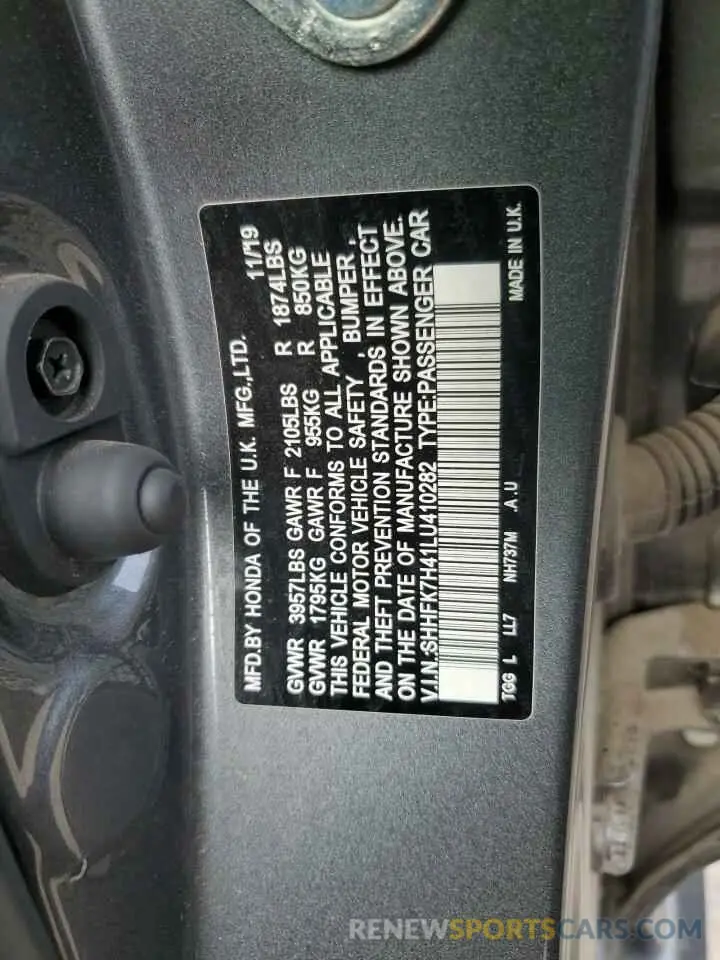 MFD.BY HONDA OF THE U.K. MFG.,LTD. 11/19
GVWR 3957LBS GAWR F 2105LBS R 1874LBS
GVWR 1795KG GAWR F 955KG R 850KG
THIS VEHICLE CONFORMS TO ALL APPLICABLE
FEDERAL MOTOR VEHICLE SAFETY , BUMPER ,
AND THEFT PREVENTION STANDARDS IN EFFECT
ON THE DATE OF MANUFACTURE SHOWN ABOVE.
V.I.N.:SHHFK7H41LU410282 TYPE:PASSENGER CAR
TGG L LL7 NH737M .A.U MADE IN U.K.
RENEWSPORTSCARS.COM